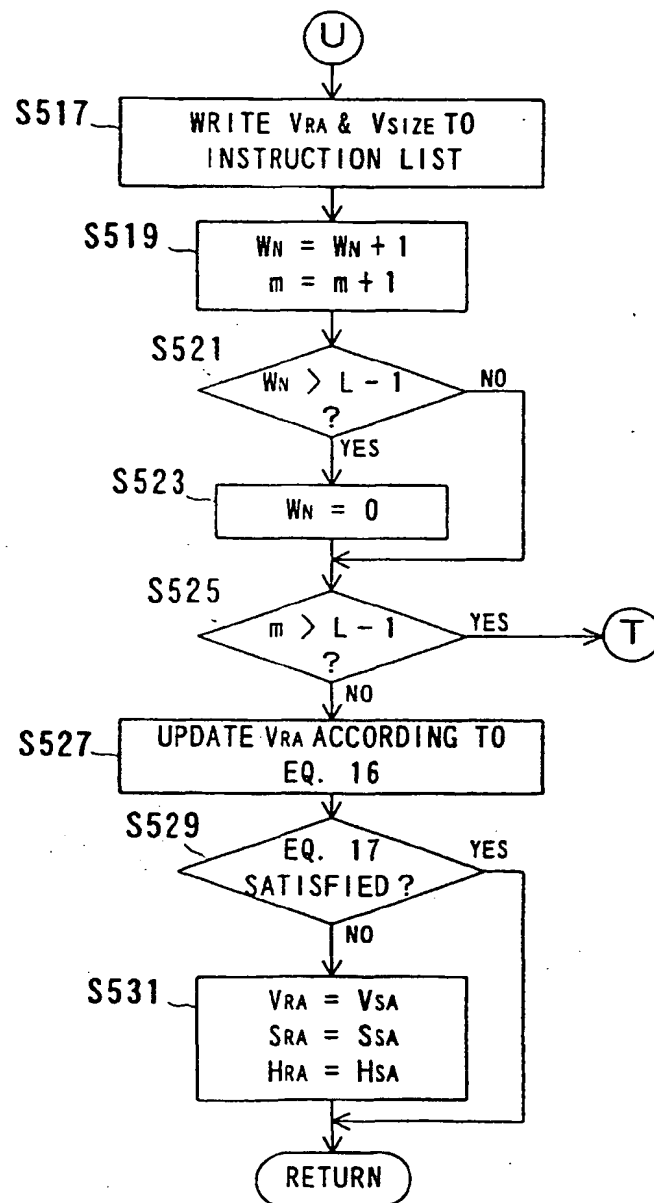 U
S517
WRITE VRA & VSIZE TO
INSTRUCTION LIST
S519
WN = WN + 1
m = m + 1
S521
WN > L - 1
?
NO
YES
S523
WN = 0
S525
m > L - 1
?
YES
T
NO
S527
UPDATE VRA ACCORDING TO
EQ. 16
S529
EQ. 17
SATISFIED ?
YES
NO
S531
VRA = VSA
SRA = SSA
HRA = HSA
RETURN